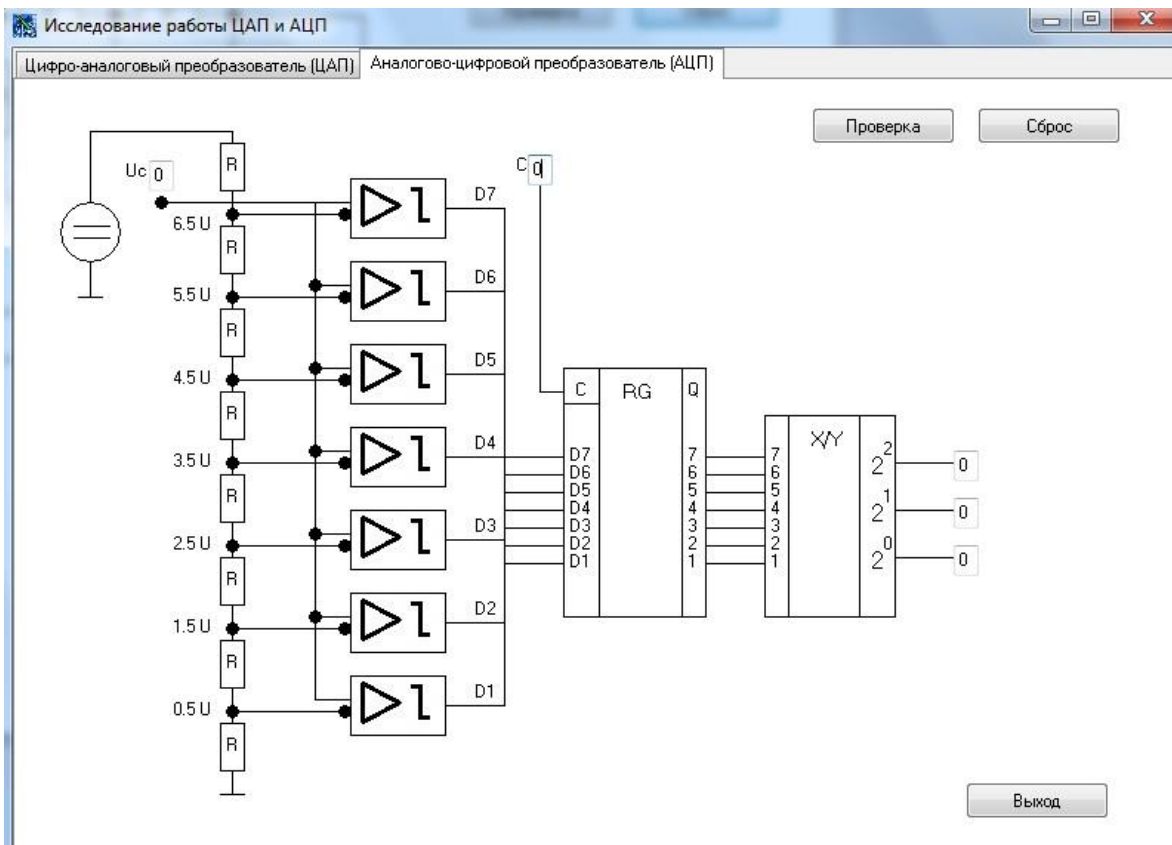 Исследование работы ЦАП и АЦП
Цифро-аналоговый преобразователь (ЦАП) Аналогово-цифровой преобразователь (АЦП)
Проверка Сброс
Uc 0
C 0
R
6.5 U
D7
R
5.5 U
D6
R
4.5 U
D5
R
3.5 U
D4
R
2.5 U
D3
R
1.5 U
D2
R
0.5 U
D1
R
C RG Q
D7 7
D6 6
D5 5
D4 4
D3 3
D2 2
D1 1
X/Y
7 2² 0
6
5
4 2¹ 0
3
2
1 2⁰ 0
Выход